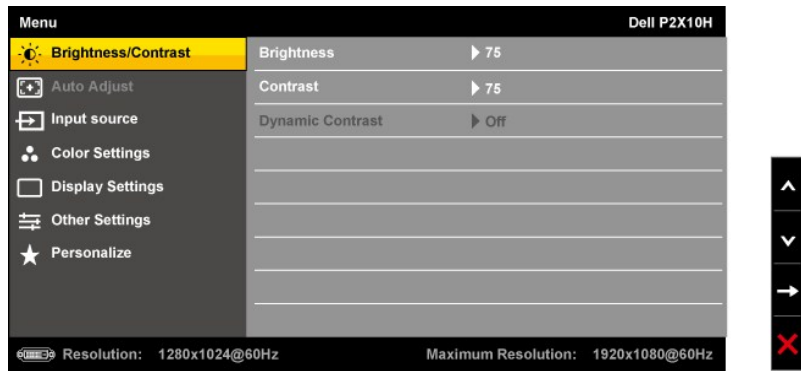 Menu Dell P2X10H
Brightness/Contrast Brightness 75
Auto Adjust Contrast 75
Input source Dynamic Contrast Off
Color Settings
Display Settings
Other Settings
Personalize
Resolution: 1280x1024@60Hz Maximum Resolution: 1920x1080@60Hz